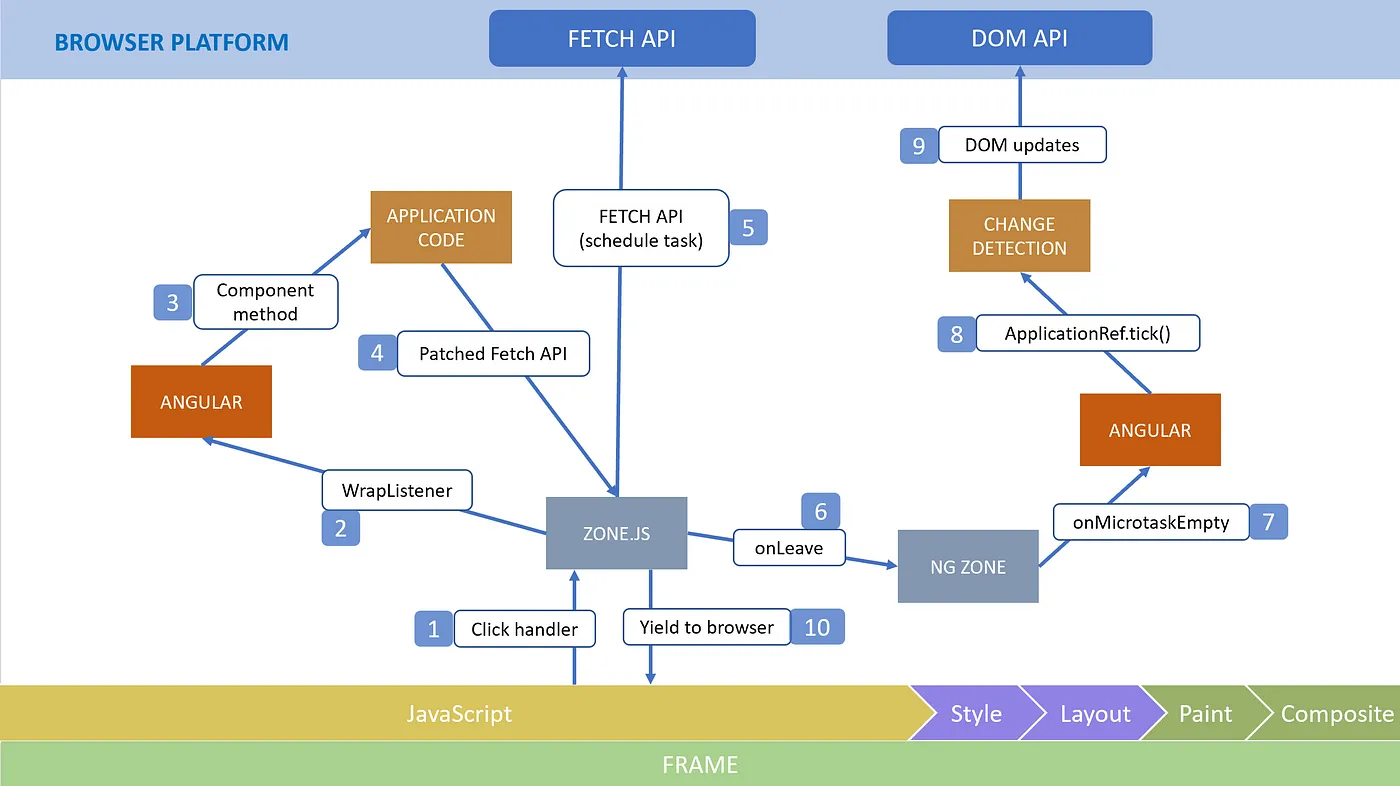 BROWSER PLATFORM
FETCH API
DOM API
9
DOM updates
APPLICATION
CODE
FETCH API
(schedule task)
5
CHANGE
DETECTION
3
Component
method
4
Patched Fetch API
8
ApplicationRef.tick()
ANGULAR
ANGULAR
WrapListener
2
ZONE.JS
6
onLeave
onMicrotaskEmpty
7
NG ZONE
1
Click handler
Yield to browser
10
JavaScript
Style
Layout
Paint
Composite
FRAME